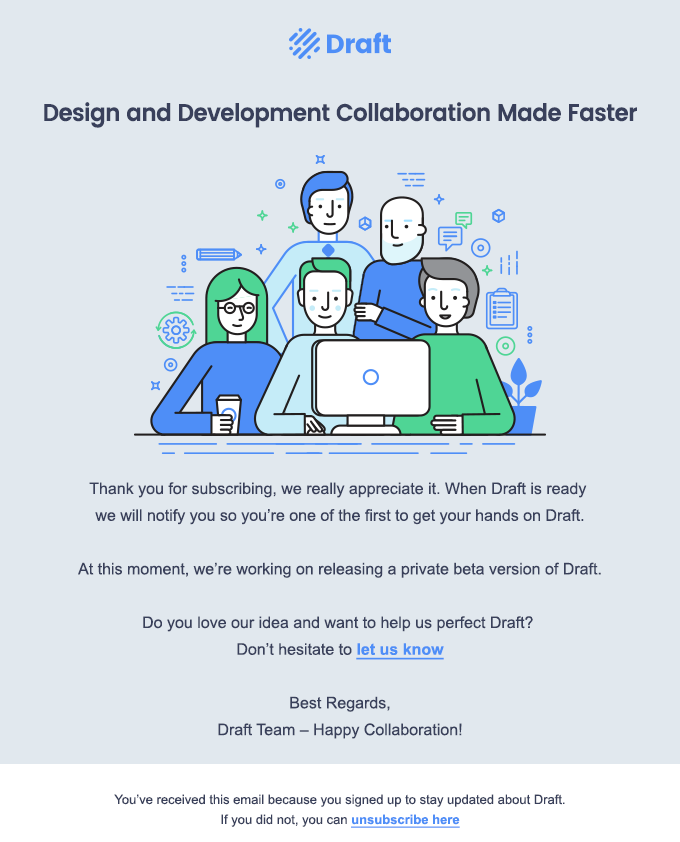 Draft
Design and Development Collaboration Made Faster
Thank you for subscribing, we really appreciate it. When Draft is ready
we will notify you so you’re one of the first to get your hands on Draft.
At this moment, we’re working on releasing a private beta version of Draft.
Do you love our idea and want to help us perfect Draft?
Don’t hesitate to let us know
Best Regards,
Draft Team – Happy Collaboration!
You’ve received this email because you signed up to stay updated about Draft.
If you did not, you can unsubscribe here